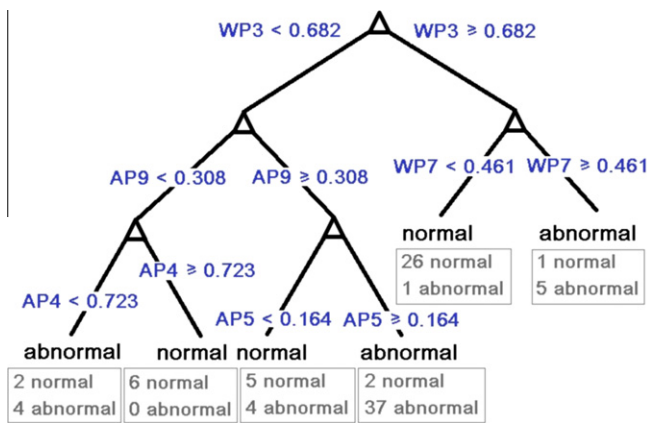 WP3 < 0.682 WP3 ≥ 0.682
AP9 < 0.308 AP9 ≥ 0.308 WP7 < 0.461 WP7 ≥ 0.461
normal abnormal
26 normal 1 normal
1 abnormal 5 abnormal
AP4 ≥ 0.723
AP4 < 0.723
AP5 < 0.164 AP5 ≥ 0.164
abnormal normal normal abnormal
2 normal 6 normal 5 normal 2 normal
4 abnormal 0 abnormal 4 abnormal 37 abnormal